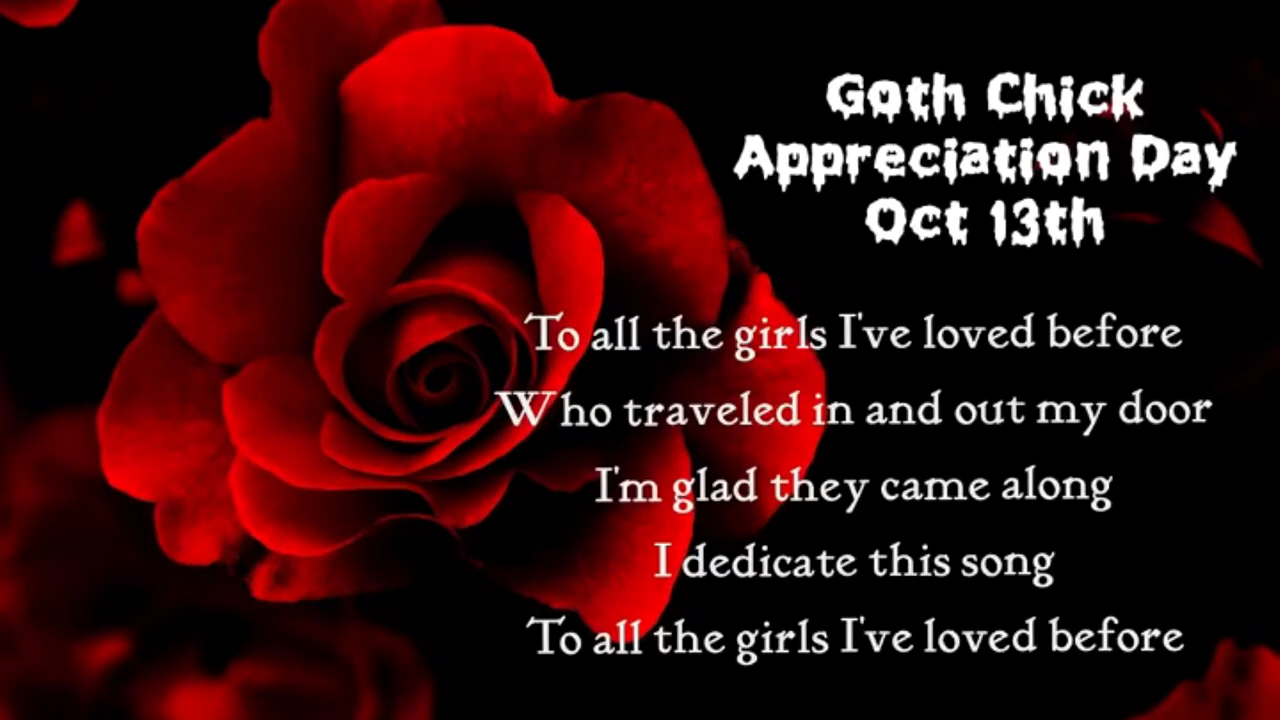 Goth Chick
Appreciation Day
Oct 13th
To all the girls I've loved before
Who traveled in and out my door
I'm glad they came along
I dedicate this song
To all the girls I've loved before